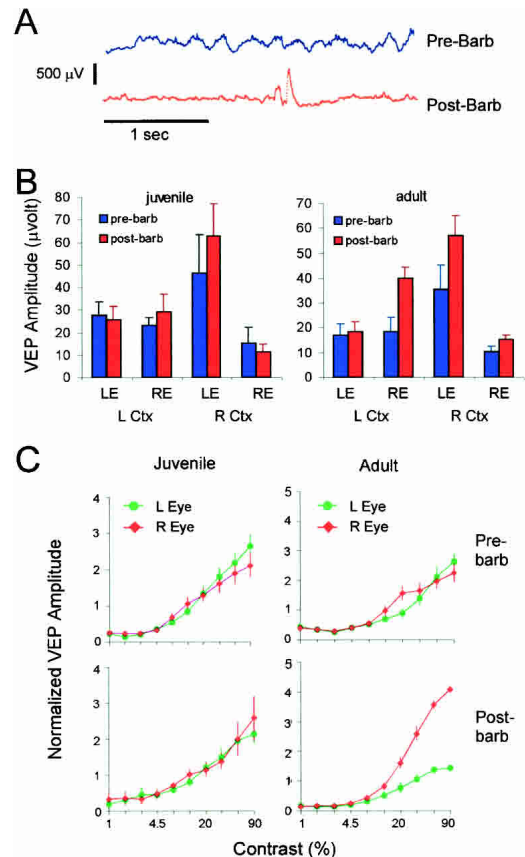 A
Pre-Barb
500 µV
Post-Barb
1 sec
B
juvenile
adult
80
70
60
50
40
30
20
10
0
VEP Amplitude (µvolt)
pre-barb
post-barb
LE RE LE RE
L Ctx R Ctx
70
60
50
40
30
20
10
0
pre-barb
post-barb
LE RE LE RE
L Ctx R Ctx
C
Juvenile
Adult
Normalized VEP Amplitude
4
3
2
1
0
L Eye
R Eye
5
4
3
2
1
0
L Eye
R Eye
Pre-
barb
4
3
2
1
0
1 4.5 20 90
5
4
3
2
1
0
1 4.5 20 90
Post-
barb
Contrast (%)